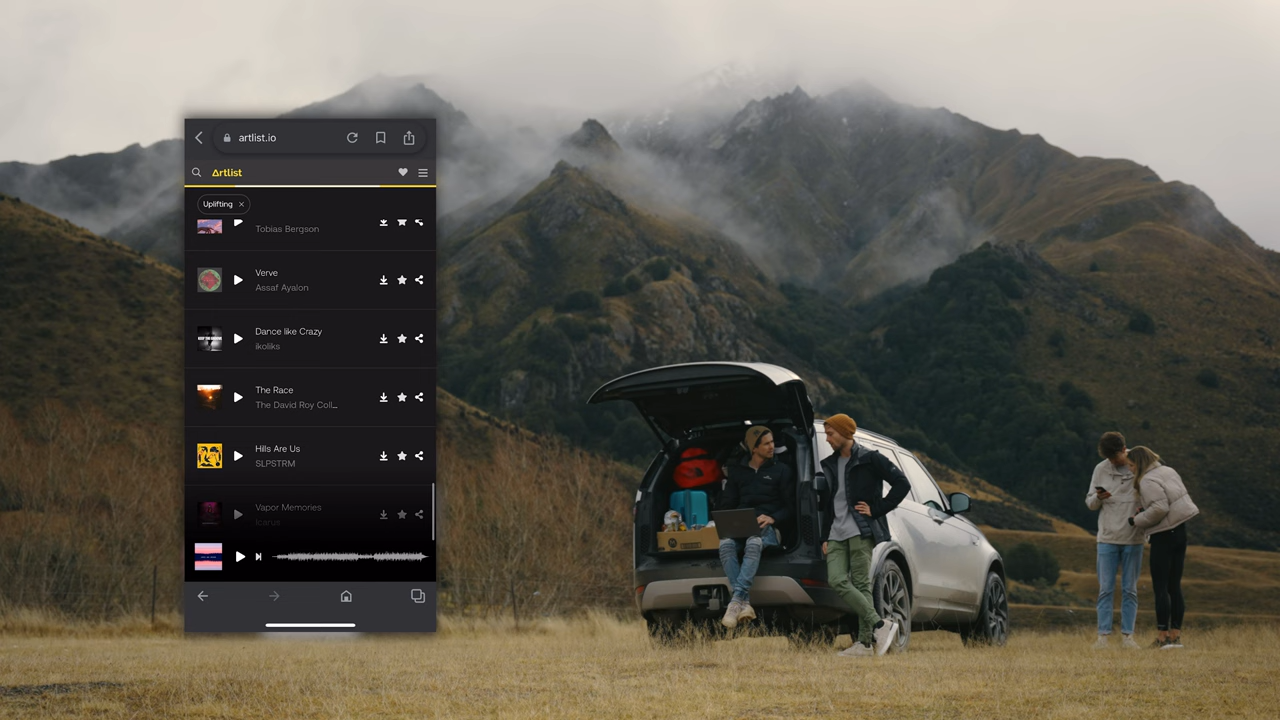 artlist.io
Artlist
Uplifting
Tobias Bergson
Verve
Assaf Ayalon
Dance like Crazy
ikoliks
The Race
The David Roy Coll...
Hills Are Us
SLPSTRM
Vapor Memories
Icarus